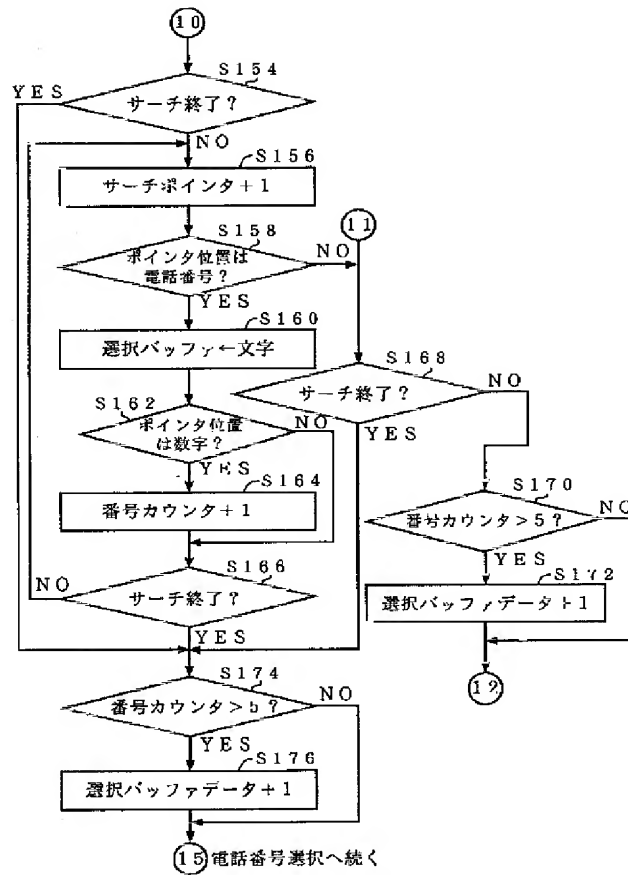 10
S154
YES
サーチ終了?
NO
S156
サーチポインタ+1
S158
11
ポインタ位置は
電話番号?
NO
YES
S160
選択バッファ←文字
S168
サーチ終了?
NO
YES
S162
ポインタ位置
は数字?
NO
YES
S164
番号カウンタ+1
S170
番号カウンタ>5?
NO
YES
S166
NO
サーチ終了?
YES
S172
選択バッファデータ+1
12
S174
番号カウンタ>5?
NO
YES
S176
選択バッファデータ+1
15 電話番号選択へ続く